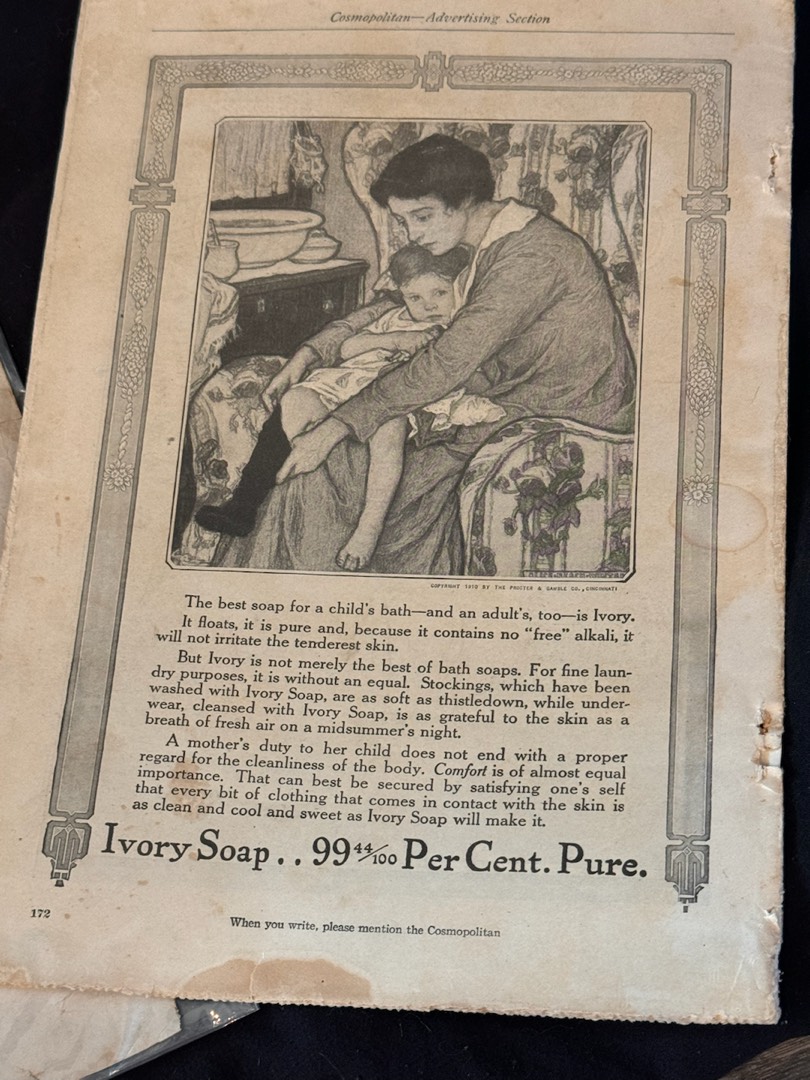 Cosmopolitan—Advertising Section
COPYRIGHT 1910 BY THE PROCTER & GAMBLE CO., CINCINNATI
The best soap for a child's bath—and an adult's, too—is Ivory.
It floats, it is pure and, because it contains no "free" alkali, it
will not irritate the tenderest skin.
But Ivory is not merely the best of bath soaps. For fine laun-
dry purposes, it is without an equal. Stockings, which have been
washed with Ivory Soap, are as soft as thistledown, while under-
wear, cleansed with Ivory Soap, is as grateful to the skin as a
breath of fresh air on a midsummer's night.
A mother's duty to her child does not end with a proper
regard for the cleanliness of the body. Comfort is of almost equal
importance. That can best be secured by satisfying one's self
that every bit of clothing that comes in contact with the skin is
as clean and cool and sweet as Ivory Soap will make it.
Ivory Soap . . 99 44/100 Per Cent. Pure.
172
When you write, please mention the Cosmopolitan